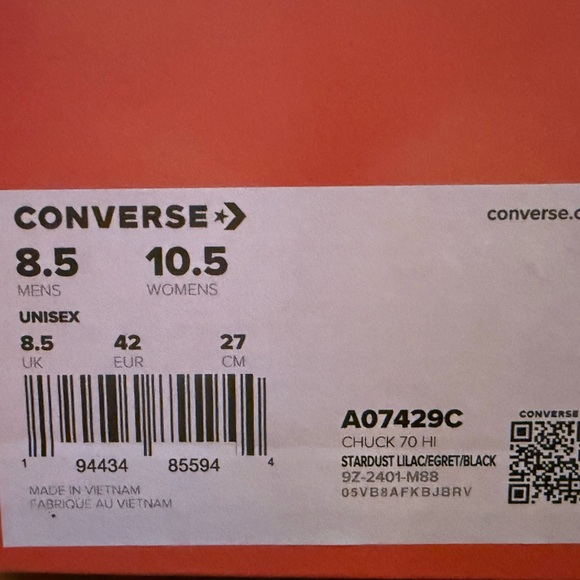 CONVERSE
converse.c
8.5 10.5
MENS WOMENS
UNISEX
8.5 42 27
UK EUR CM
1 94434 85594 4
MADE IN VIETNAM
FABRIQUE AU VIETNAM
A07429C
CHUCK 70 HI
STARDUST LILAC/EGRET/BLACK
9Z-2401-M88
05VB8AFKBJBRV
CONVERSE